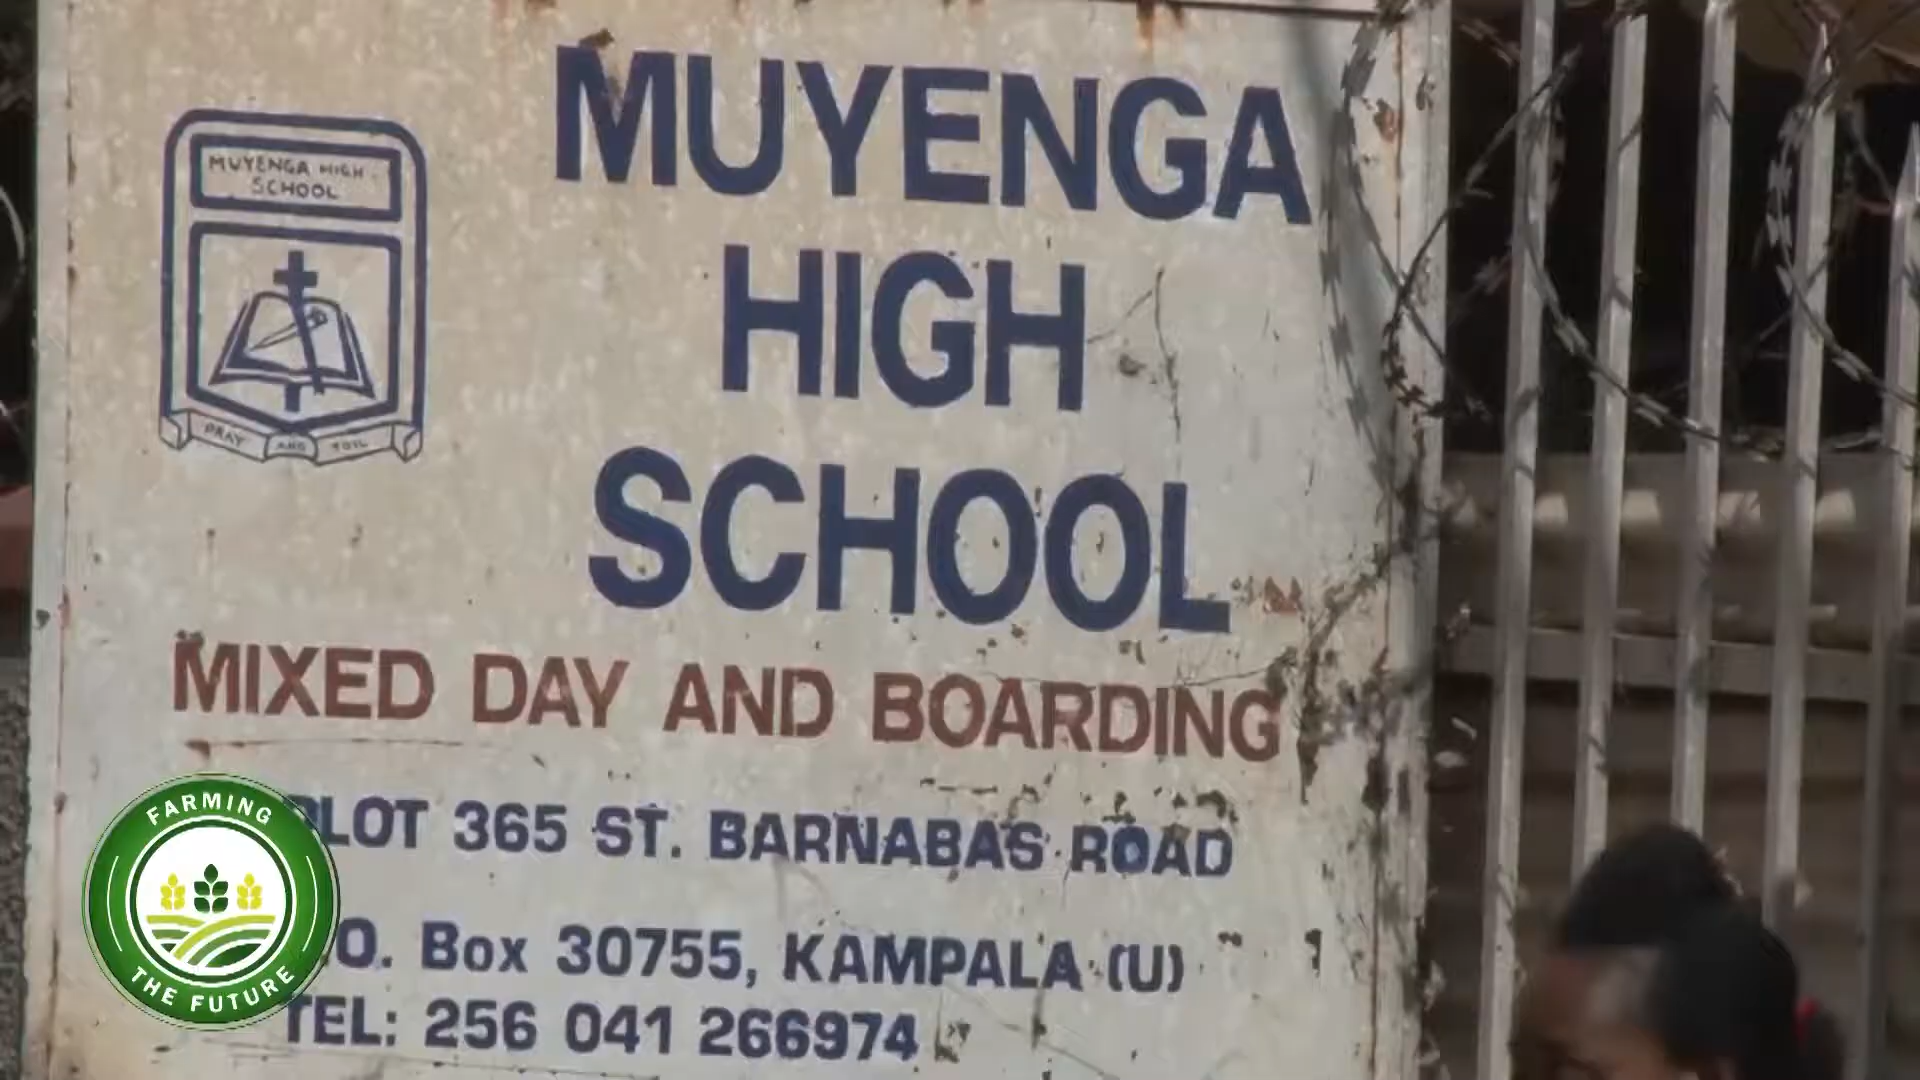 MUYENGA HIGH
SCHOOL
PRAY AND TOIL
MUYENGA
HIGH
SCHOOL
MIXED DAY AND BOARDING
PLOT 365 ST. BARNABAS ROAD
.O. Box 30755, KAMPALA (U)
TEL: 256 041 266974
FARMING
THE FUTURE